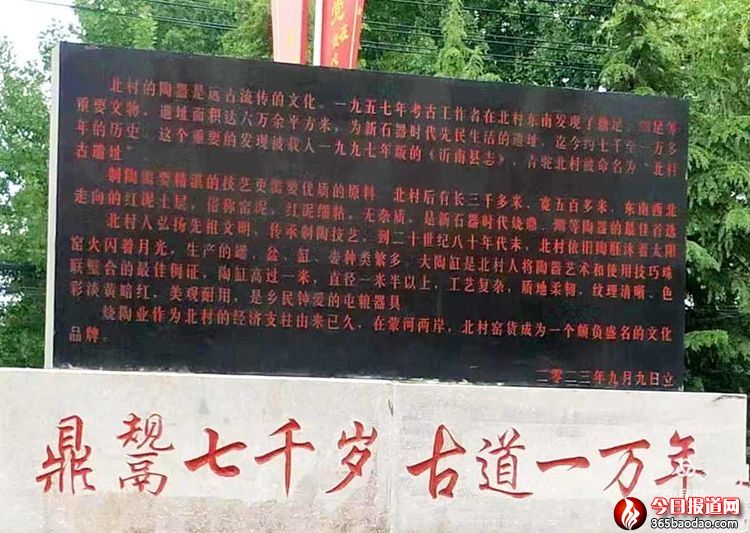 北村的陶器是远古流传的文化。一九五七年考古工作者在北村东南发现了鼎足、鬶足等
重要文物，遗址面积达六万余平方米，为新石器时代先民生活的遗址，迄今约七千至一万多
年的历史。这个重要的发现被载入一九九七年版的《沂南县志》，古驼北村被命名为“北村
古遗址”
制陶需要精湛的技艺更需要优质的原料。北村后有长三千多米、宽五百多米，东南西北
走向的红泥土层，俗称窑泥，红泥缁粘，无杂质，是新石器时代烧鼎、鬶等陶器的最佳首选
北村人弘扬先祖文明、传承制陶技艺，到二十世纪八十年代末，北村依旧陶胚沐着太阳
窑火闪着月光，生产的罐、盆、缸、壶种类繁多，大陶缸是北村人将陶器艺术和使用技巧珠
联璧合的最佳例证，陶缸高过一米，直径一米半以上，工艺复杂，质地柔韧，纹理清晰、色
彩淡黄暗红，美观耐用，是乡民钟爱的屯粮器具
烧陶业作为北村的经济支柱由来已久，在蒙河两岸，北村窑货成为一个颇负盛名的文化
品牌。
二零二三年九月九日立
鼎鬶七千岁 古道一万年
今日报道网
365baodao.com